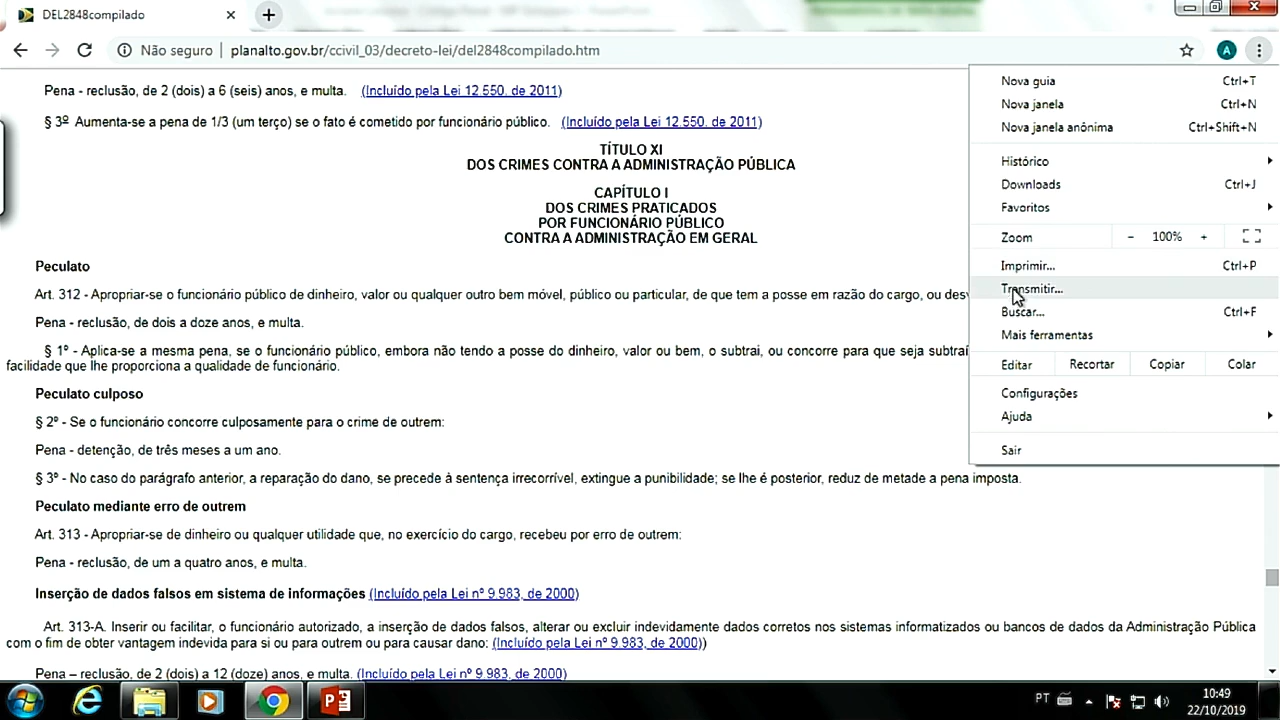 DEL2848compilado
Não seguro | planalto.gov.br/ccivil_03/decreto-lei/del2848compilado.htm
A
Pena - reclusão, de 2 (dois) a 6 (seis) anos, e multa. (Incluído pela Lei 12.550, de 2011)
§ 3º Aumenta-se a pena de 1/3 (um terço) se o fato é cometido por funcionário público. (Incluído pela Lei 12.550, de 2011)
TÍTULO XI
DOS CRIMES CONTRA A ADMINISTRAÇÃO PÚBLICA
CAPÍTULO I
DOS CRIMES PRATICADOS
POR FUNCIONÁRIO PÚBLICO
CONTRA A ADMINISTRAÇÃO EM GERAL
Peculato
Art. 312 - Apropriar-se o funcionário público de dinheiro, valor ou qualquer outro bem móvel, público ou particular, de que tem a posse em razão do cargo, ou
Pena - reclusão, de dois a doze anos, e multa.
§ 1º - Aplica-se a mesma pena, se o funcionário público, embora não tendo a posse do dinheiro, valor ou bem, o subtrai, ou concorre para que seja
facilidade que lhe proporciona a qualidade de funcionário.
Peculato culposo
§ 2º - Se o funcionário concorre culposamente para o crime de outrem:
Pena - detenção, de três meses a um ano.
§ 3º - No caso do parágrafo anterior, a reparação do dano, se precede à sentença irrecorrível, extingue a punibilidade; se lhe é posterior, reduz de metade a pena imposta.
Peculato mediante erro de outrem
Art. 313 - Apropriar-se de dinheiro ou qualquer utilidade que, no exercício do cargo, recebeu por erro de outrem:
Pena - reclusão, de um a quatro anos, e multa.
Inserção de dados falsos em sistema de informações (Incluído pela Lei nº 9.983, de 2000)
Art. 313-A. Inserir ou facilitar, o funcionário autorizado, a inserção de dados falsos, alterar ou excluir indevidamente dados corretos nos sistemas informatizados ou bancos de dados da Administração Pública
com o fim de obter vantagem indevida para si ou para outrem ou para causar dano: (Incluído pela Lei nº 9.983, de 2000))
Pena – reclusão, de 2 (dois) a 12 (doze) anos, e multa. (Incluído pela Lei nº 9.983, de 2000)
Nova guia Ctrl+T
Nova janela Ctrl+N
Nova janela anônima Ctrl+Shift+N
Histórico
Downloads Ctrl+J
Favoritos
Zoom - 100% +
Imprimir... Ctrl+P
Transmitir...
Buscar... Ctrl+F
Mais ferramentas
Editar Recortar Copiar Colar
Configurações
Ajuda
Sair
PT 10:49
22/10/2019